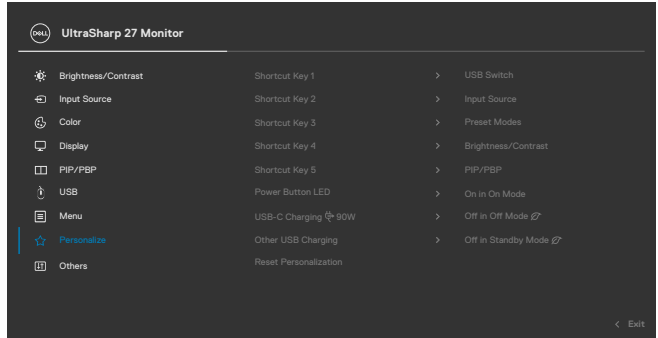 DELL UltraSharp 27 Monitor
Brightness/Contrast Shortcut Key 1 > USB Switch
Input Source Shortcut Key 2 > Input Source
Color Shortcut Key 3 > Preset Modes
Display Shortcut Key 4 > Brightness/Contrast
PIP/PBP Shortcut Key 5 > PIP/PBP
USB Power Button LED > On in On Mode
Menu USB-C Charging 90W > Off in Off Mode
Personalize Other USB Charging > Off in Standby Mode
Others Reset Personalization
< Exit